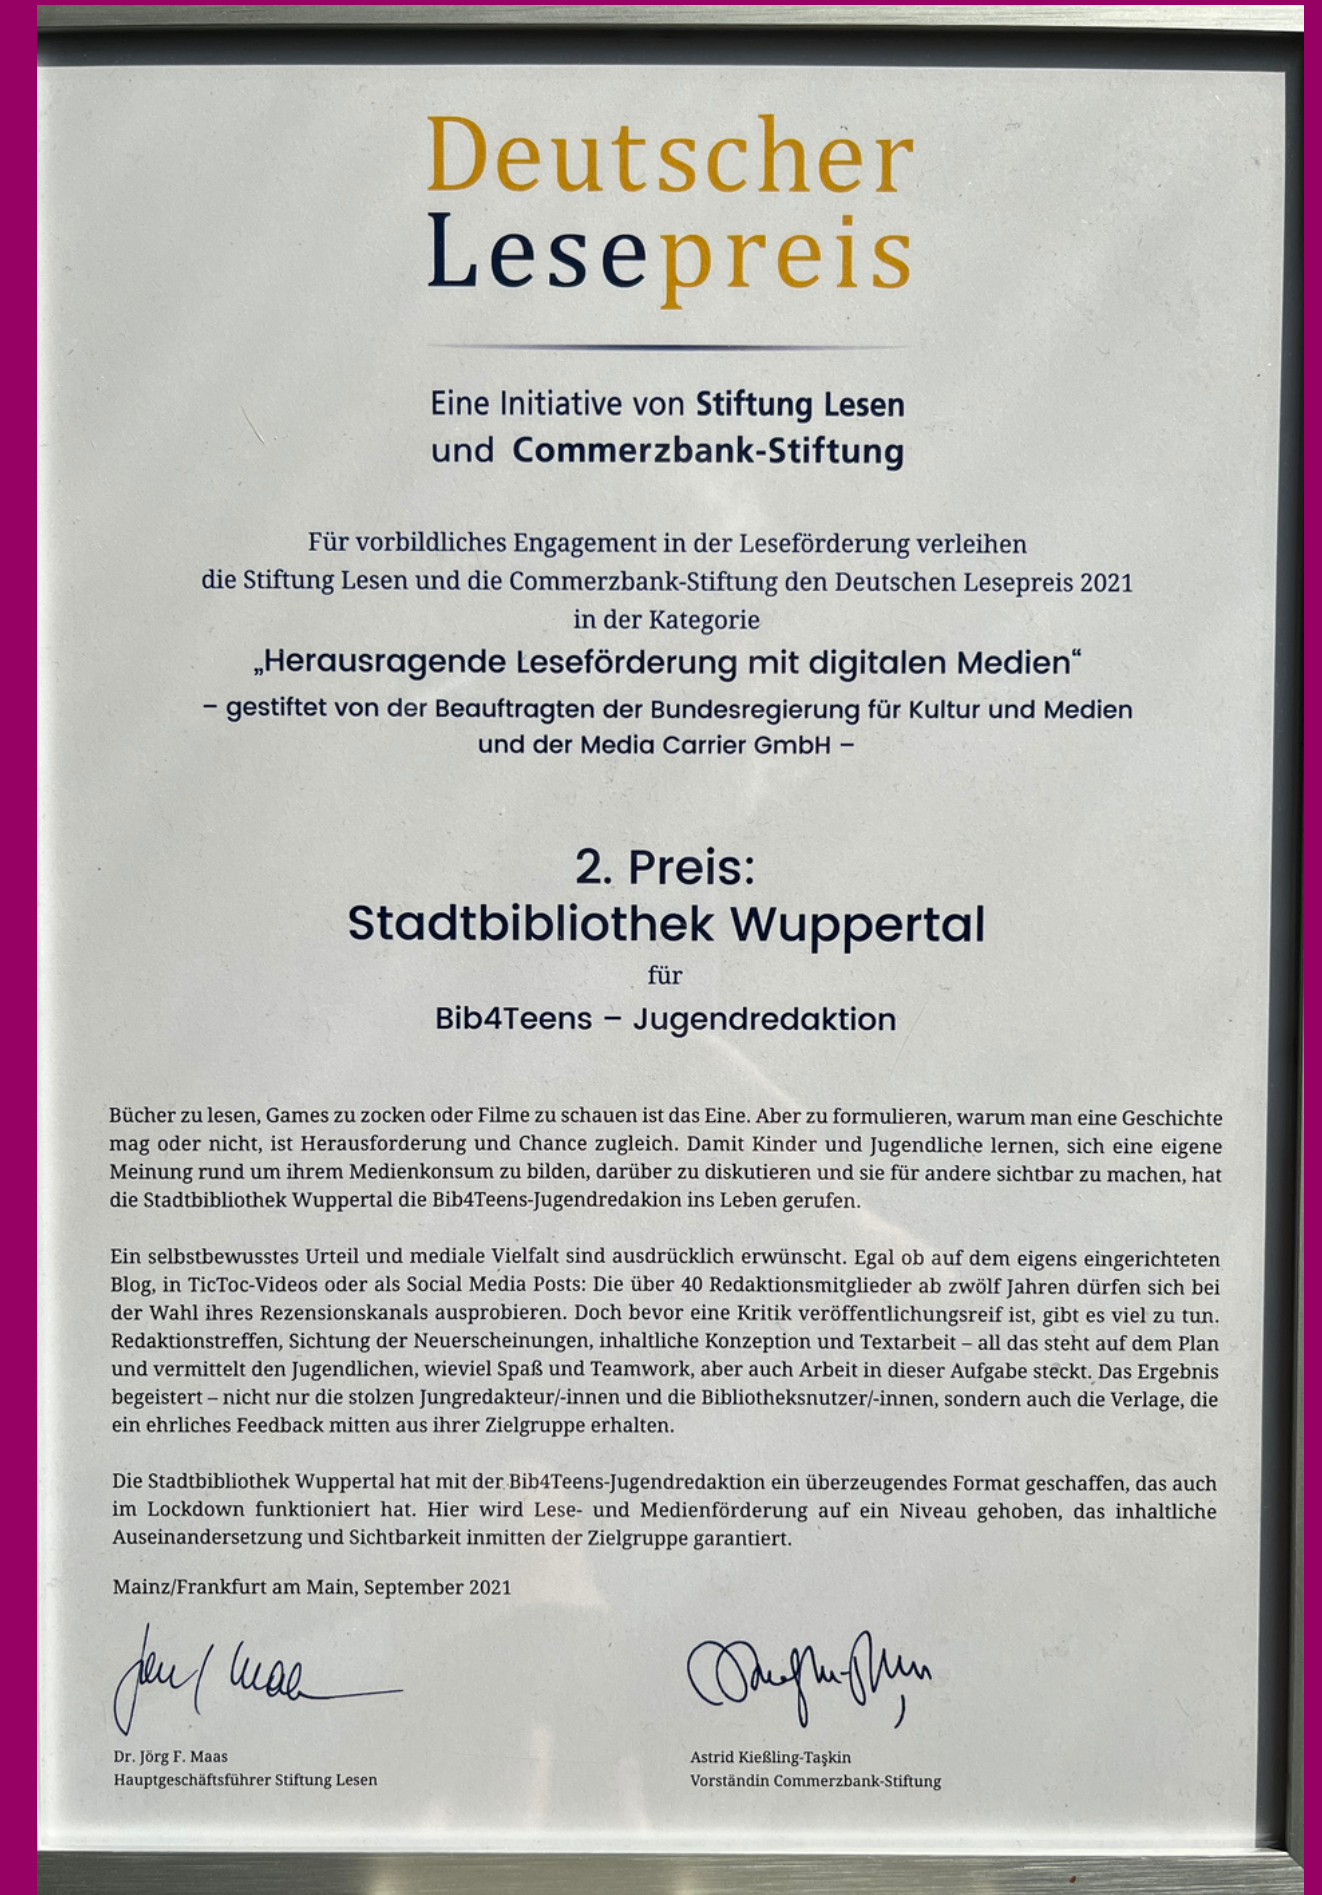 Deutscher
Lesepreis
Eine Initiative von Stiftung Lesen
und Commerzbank-Stiftung
Für vorbildliches Engagement in der Leseförderung verleihen
die Stiftung Lesen und die Commerzbank-Stiftung den Deutschen Lesepreis 2021
in der Kategorie
„Herausragende Leseförderung mit digitalen Medien“
– gestiftet von der Beauftragten der Bundesregierung für Kultur und Medien
und der Media Carrier GmbH –
2. Preis:
Stadtbibliothek Wuppertal
für
Bib4Teens – Jugendredaktion
Bücher zu lesen, Games zu zocken oder Filme zu schauen ist das Eine. Aber zu formulieren, warum man eine Geschichte
mag oder nicht, ist Herausforderung und Chance zugleich. Damit Kinder und Jugendliche lernen, sich eine eigene
Meinung rund um ihrem Medienkonsum zu bilden, darüber zu diskutieren und sie für andere sichtbar zu machen, hat
die Stadtbibliothek Wuppertal die Bib4Teens-Jugendredakion ins Leben gerufen.
Ein selbstbewusstes Urteil und mediale Vielfalt sind ausdrücklich erwünscht. Egal ob auf dem eigens eingerichteten
Blog, in TicToc-Videos oder als Social Media Posts: Die über 40 Redaktionsmitglieder ab zwölf Jahren dürfen sich bei
der Wahl ihres Rezensionskanals ausprobieren. Doch bevor eine Kritik veröffentlichungsreif ist, gibt es viel zu tun.
Redaktionstreffen, Sichtung der Neuerscheinungen, inhaltliche Konzeption und Textarbeit – all das steht auf dem Plan
und vermittelt den Jugendlichen, wieviel Spaß und Teamwork, aber auch Arbeit in dieser Aufgabe steckt. Das Ergebnis
begeistert – nicht nur die stolzen Jungredakteur/-innen und die Bibliotheksnutzer/-innen, sondern auch die Verlage, die
ein ehrliches Feedback mitten aus ihrer Zielgruppe erhalten.
Die Stadtbibliothek Wuppertal hat mit der Bib4Teens-Jugendredaktion ein überzeugendes Format geschaffen, das auch
im Lockdown funktioniert hat. Hier wird Lese- und Medienförderung auf ein Niveau gehoben, das inhaltliche
Auseinandersetzung und Sichtbarkeit inmitten der Zielgruppe garantiert.
Mainz/Frankfurt am Main, September 2021
Dr. Jörg F. Maas
Hauptgeschäftsführer Stiftung Lesen
Astrid Kießling-Taşkin
Vorständin Commerzbank-Stiftung